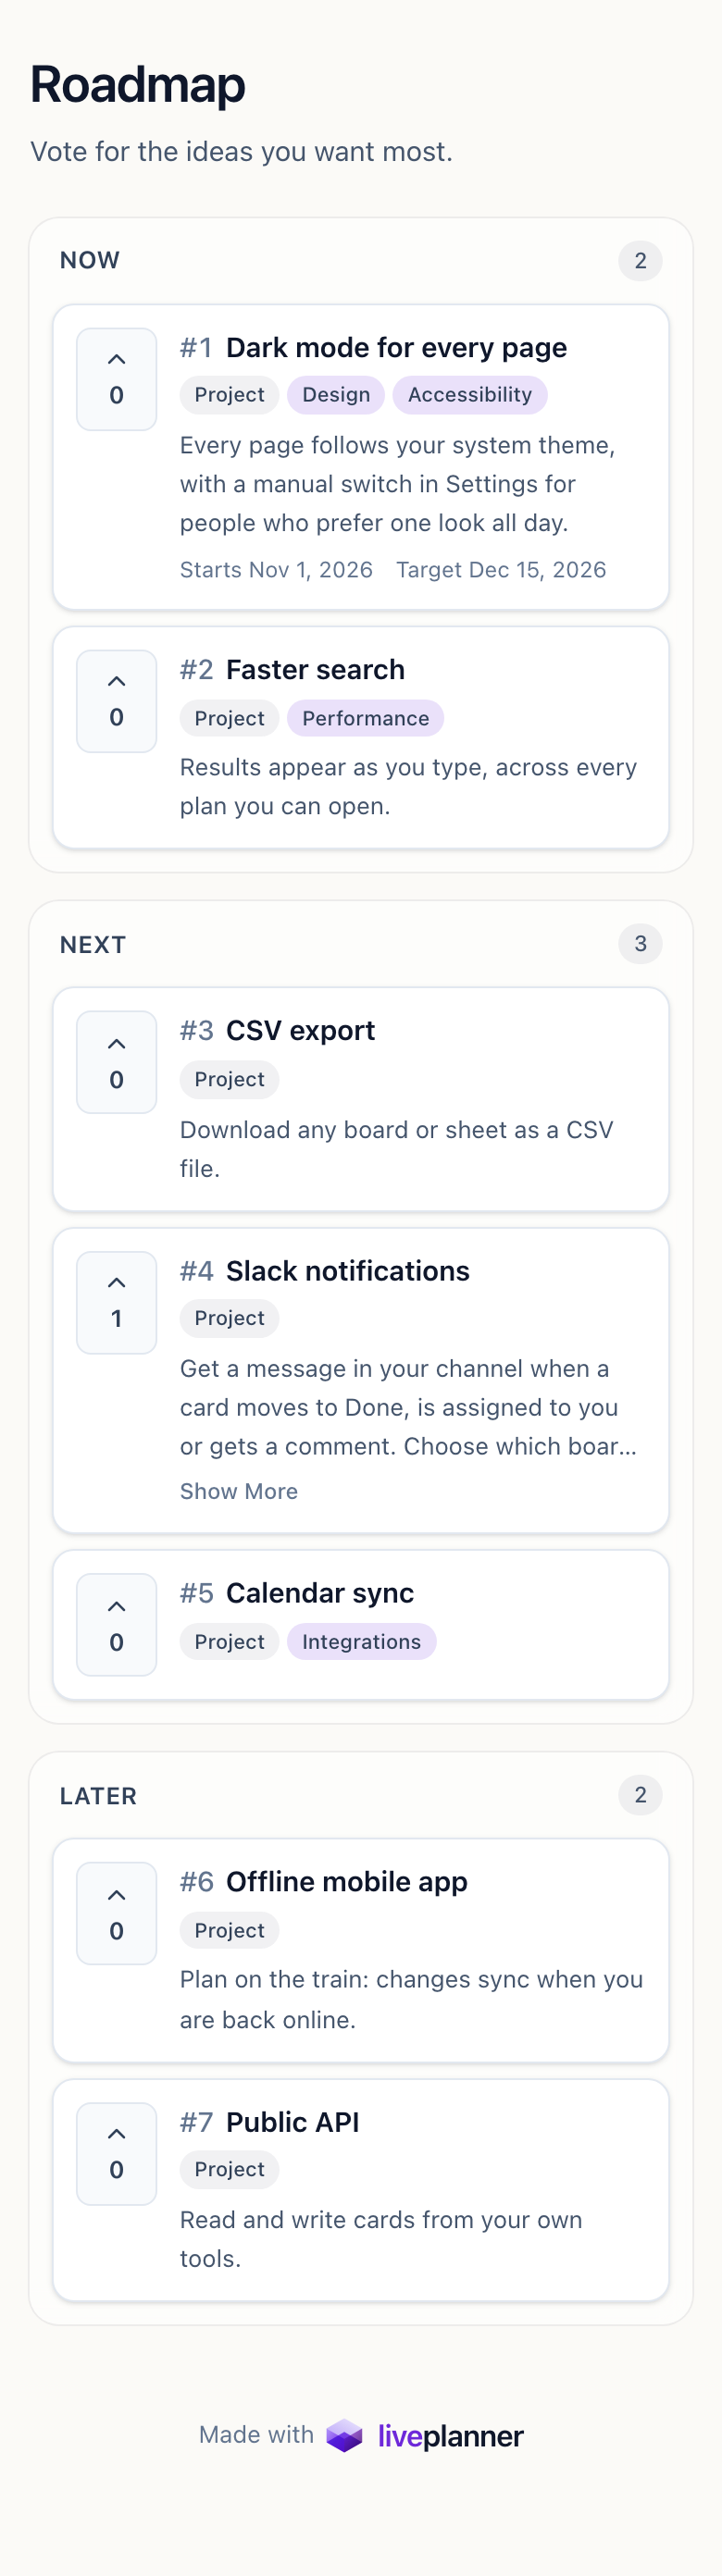 Roadmap
Vote for the ideas you want most.
NOW
2
0
#1 Dark mode for every page
Project Design Accessibility
Every page follows your system theme,
with a manual switch in Settings for
people who prefer one look all day.
Starts Nov 1, 2026 Target Dec 15, 2026
0
#2 Faster search
Project Performance
Results appear as you type, across every
plan you can open.
NEXT
3
0
#3 CSV export
Project
Download any board or sheet as a CSV
file.
1
#4 Slack notifications
Project
Get a message in your channel when a
card moves to Done, is assigned to you
or gets a comment. Choose which boar...
Show More
0
#5 Calendar sync
Project Integrations
LATER
2
0
#6 Offline mobile app
Project
Plan on the train: changes sync when you
are back online.
0
#7 Public API
Project
Read and write cards from your own
tools.
Made with liveplanner